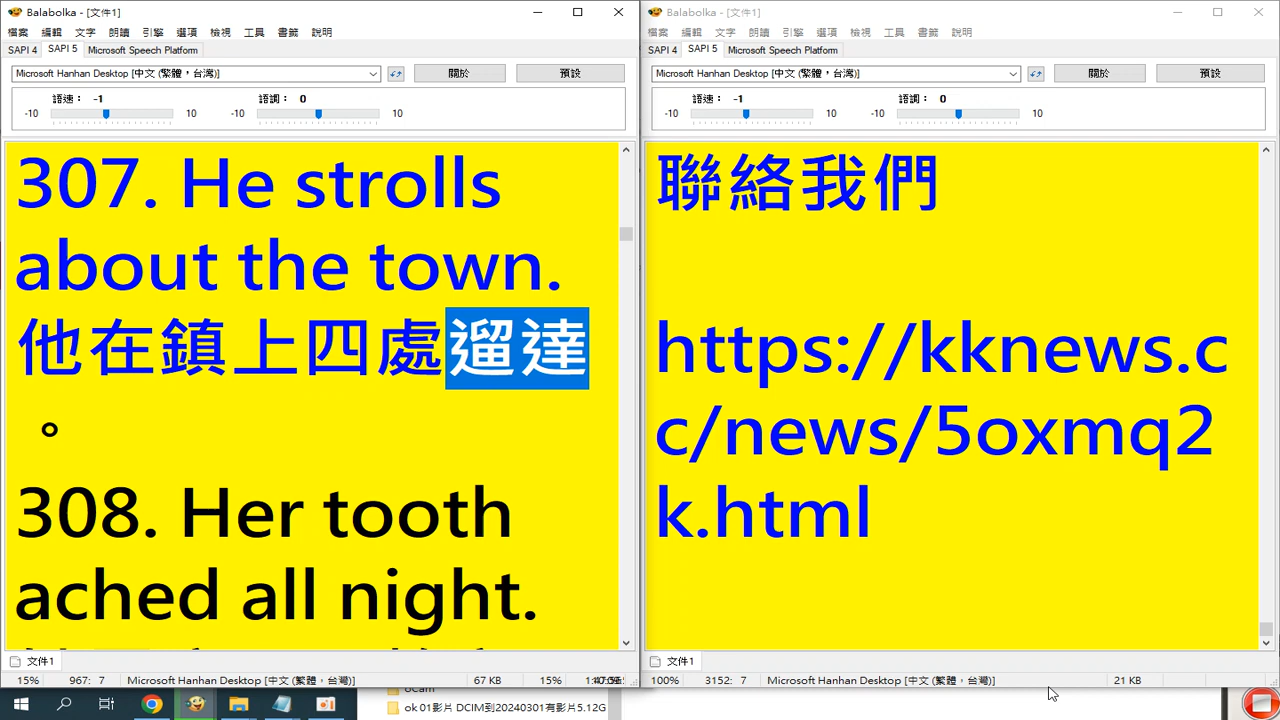 Balabolka - [文件1]
檔案 編輯 文字 朗讀 引擎 選項 檢視 工具 書籤 說明
SAPI 4 SAPI 5 Microsoft Speech Platform
Microsoft Hanhan Desktop [中文 (繁體，台灣)]
關於 預設
語速： -1 語調： 0
-10 10 -10 10
307. He strolls
about the town.
他在鎮上四處遛達
。
308. Her tooth
ached all night.
文件1
15% 967: 7 Microsoft Hanhan Desktop [中文 (繁體，台灣)] 67 KB 15%
Balabolka - [文件1]
檔案 編輯 文字 朗讀 引擎 選項 檢視 工具 書籤 說明
SAPI 4 SAPI 5 Microsoft Speech Platform
Microsoft Hanhan Desktop [中文 (繁體，台灣)]
關於 預設
語速： -1 語調： 0
-10 10 -10 10
聯絡我們
https://kknews.c
c/news/5oxmq2
k.html
文件1
100% 3152: 7 Microsoft Hanhan Desktop [中文 (繁體，台灣)] 21 KB
oCam
ok 01影片 DCIM到20240301有影片5.12G